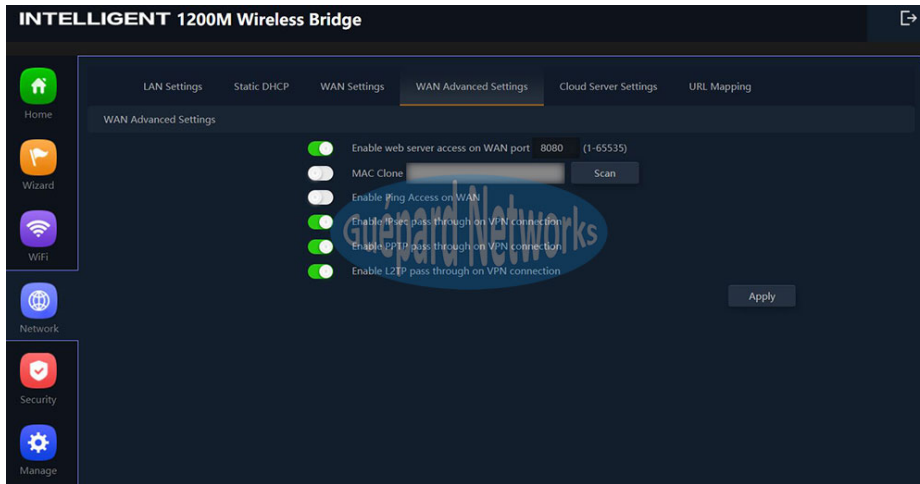 INTELLIGENT 1200M Wireless Bridge
LAN Settings Static DHCP WAN Settings WAN Advanced Settings Cloud Server Settings URL Mapping
Home
WAN Advanced Settings
Enable web server access on WAN port 8080 (1-65535)
MAC Clone Scan
Wizard
Enable Ping Access on WAN
Enable IPsec pass through on VPN connection
Guépard Networks
Enable PPTP pass through on VPN connection
WiFi
Enable L2TP pass through on VPN connection
Apply
Network
Security
Manage